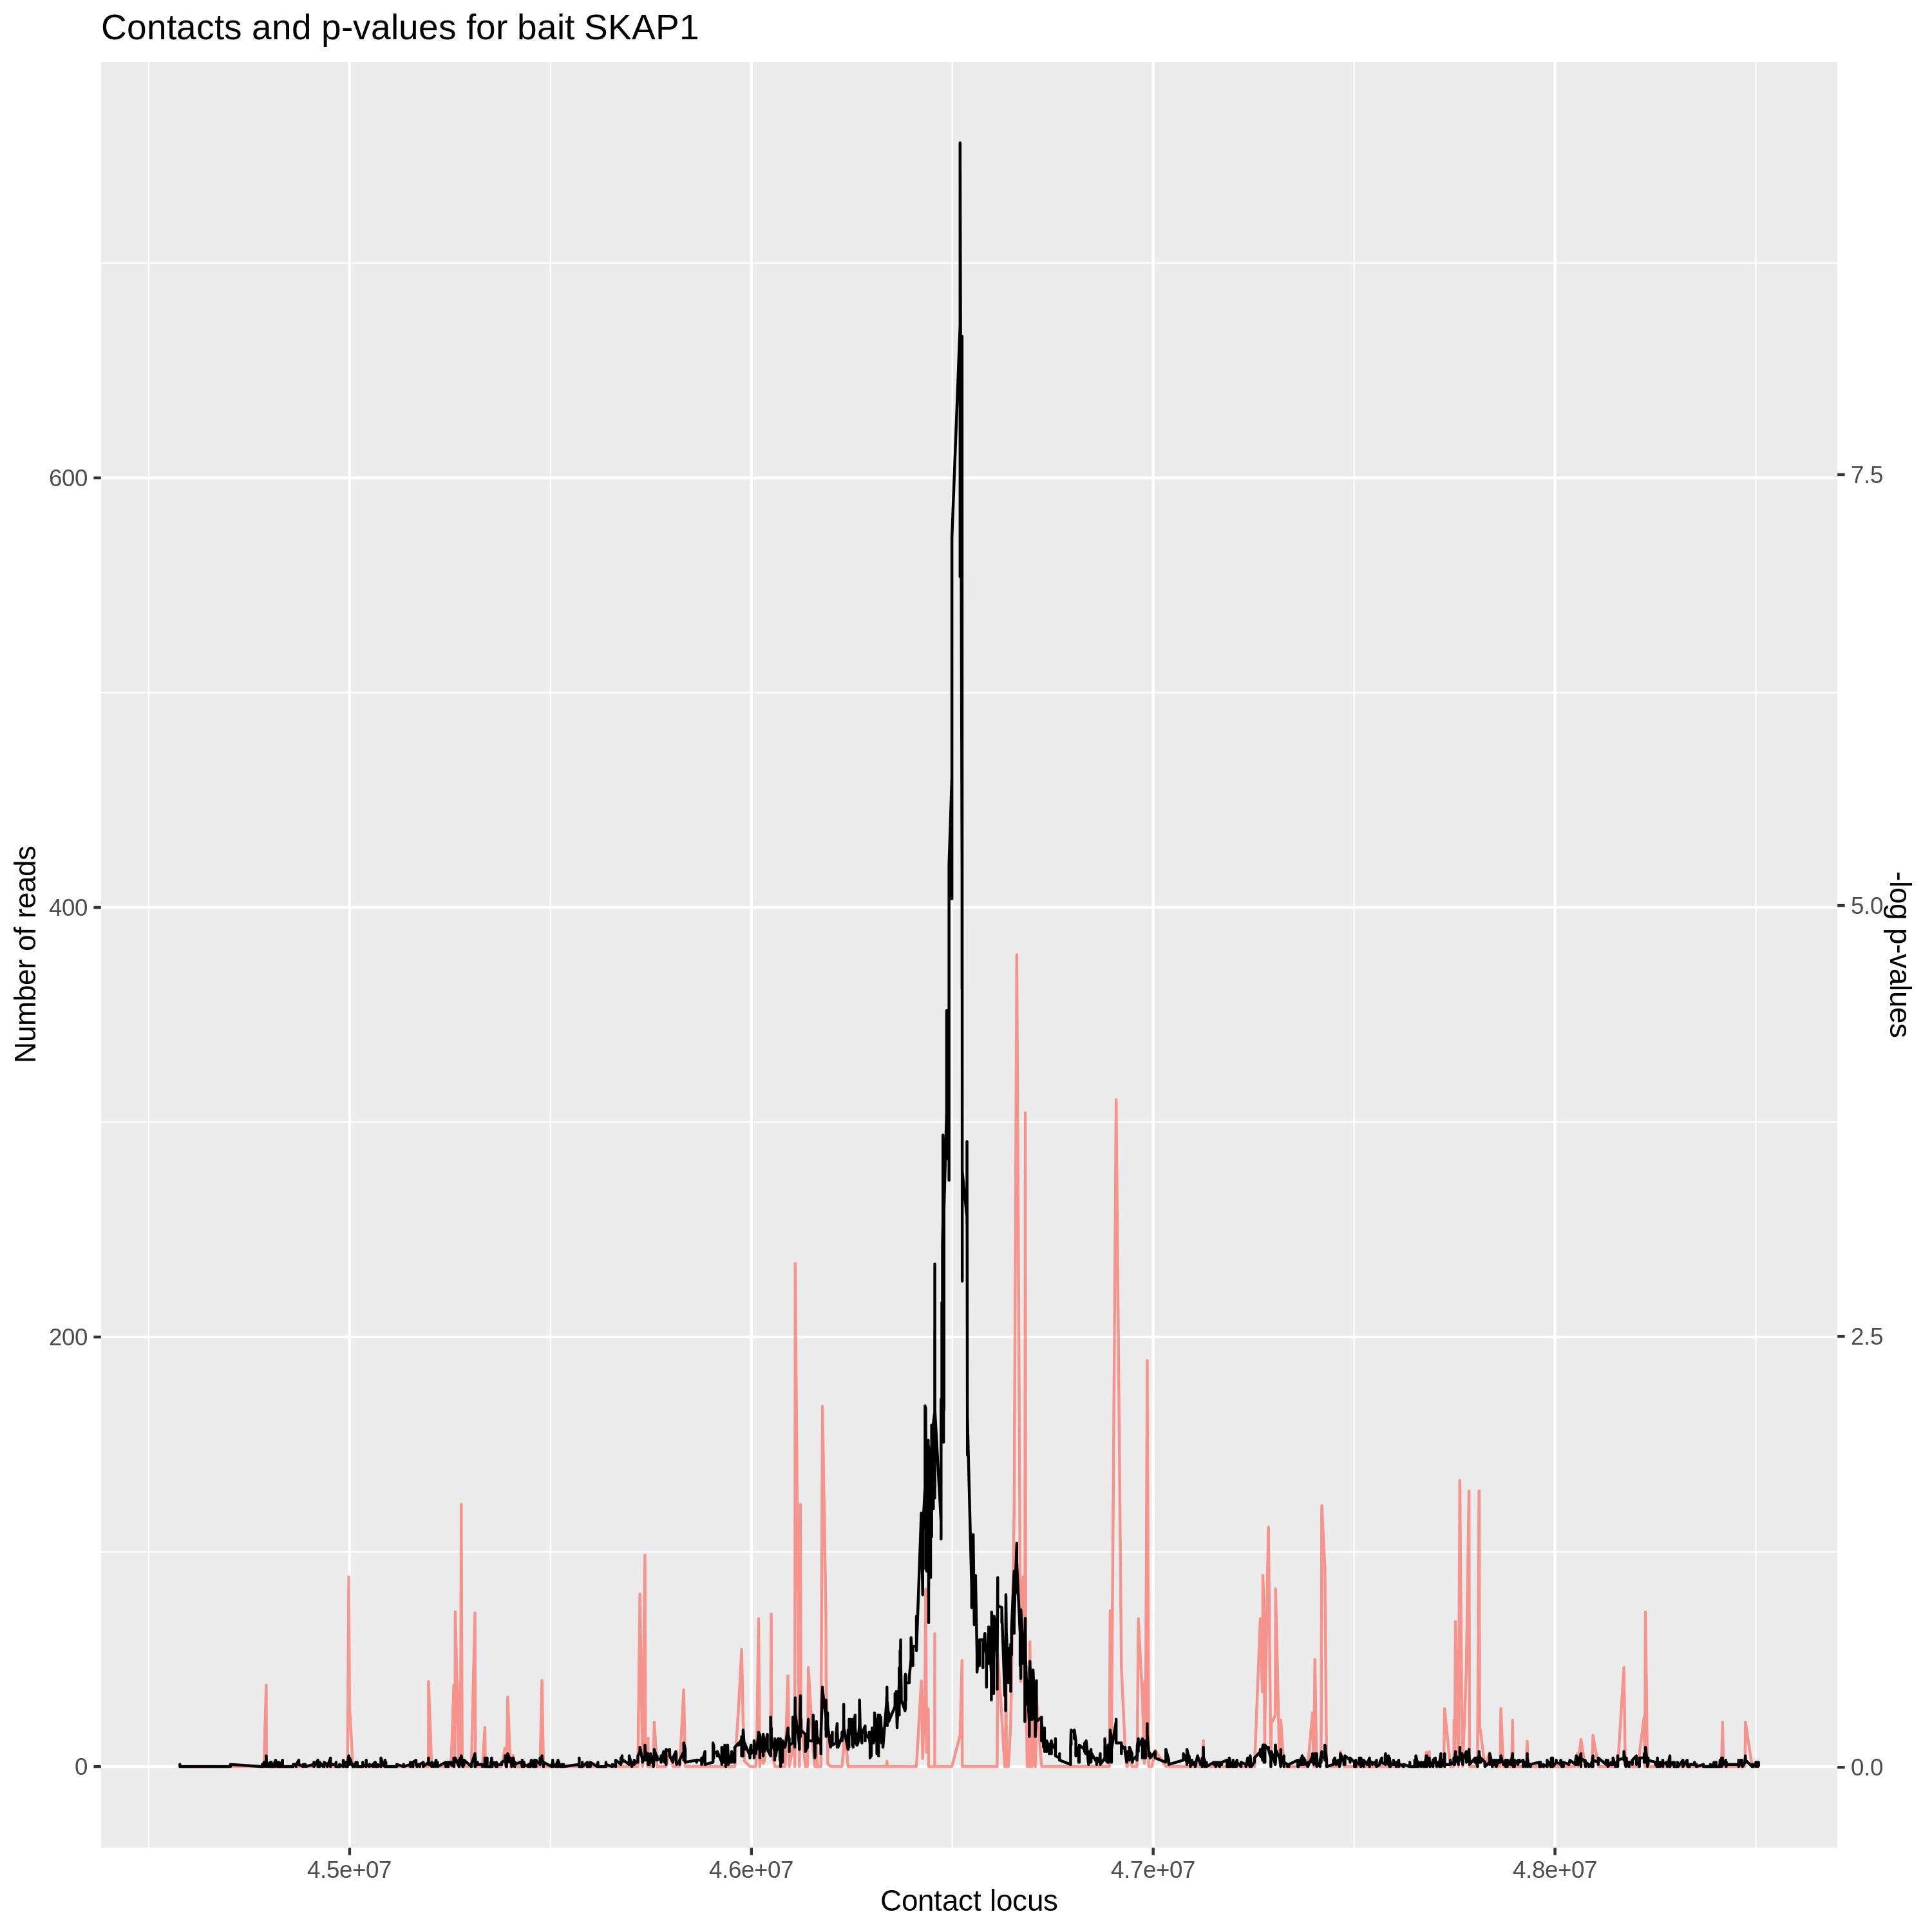 Contacts and p-values for bait SKAP1
Number of reads
600
400
200
0
7.5
5.0
2.5
0.0
-log p-values
4.5e+07
4.6e+07
4.7e+07
4.8e+07
Contact locus